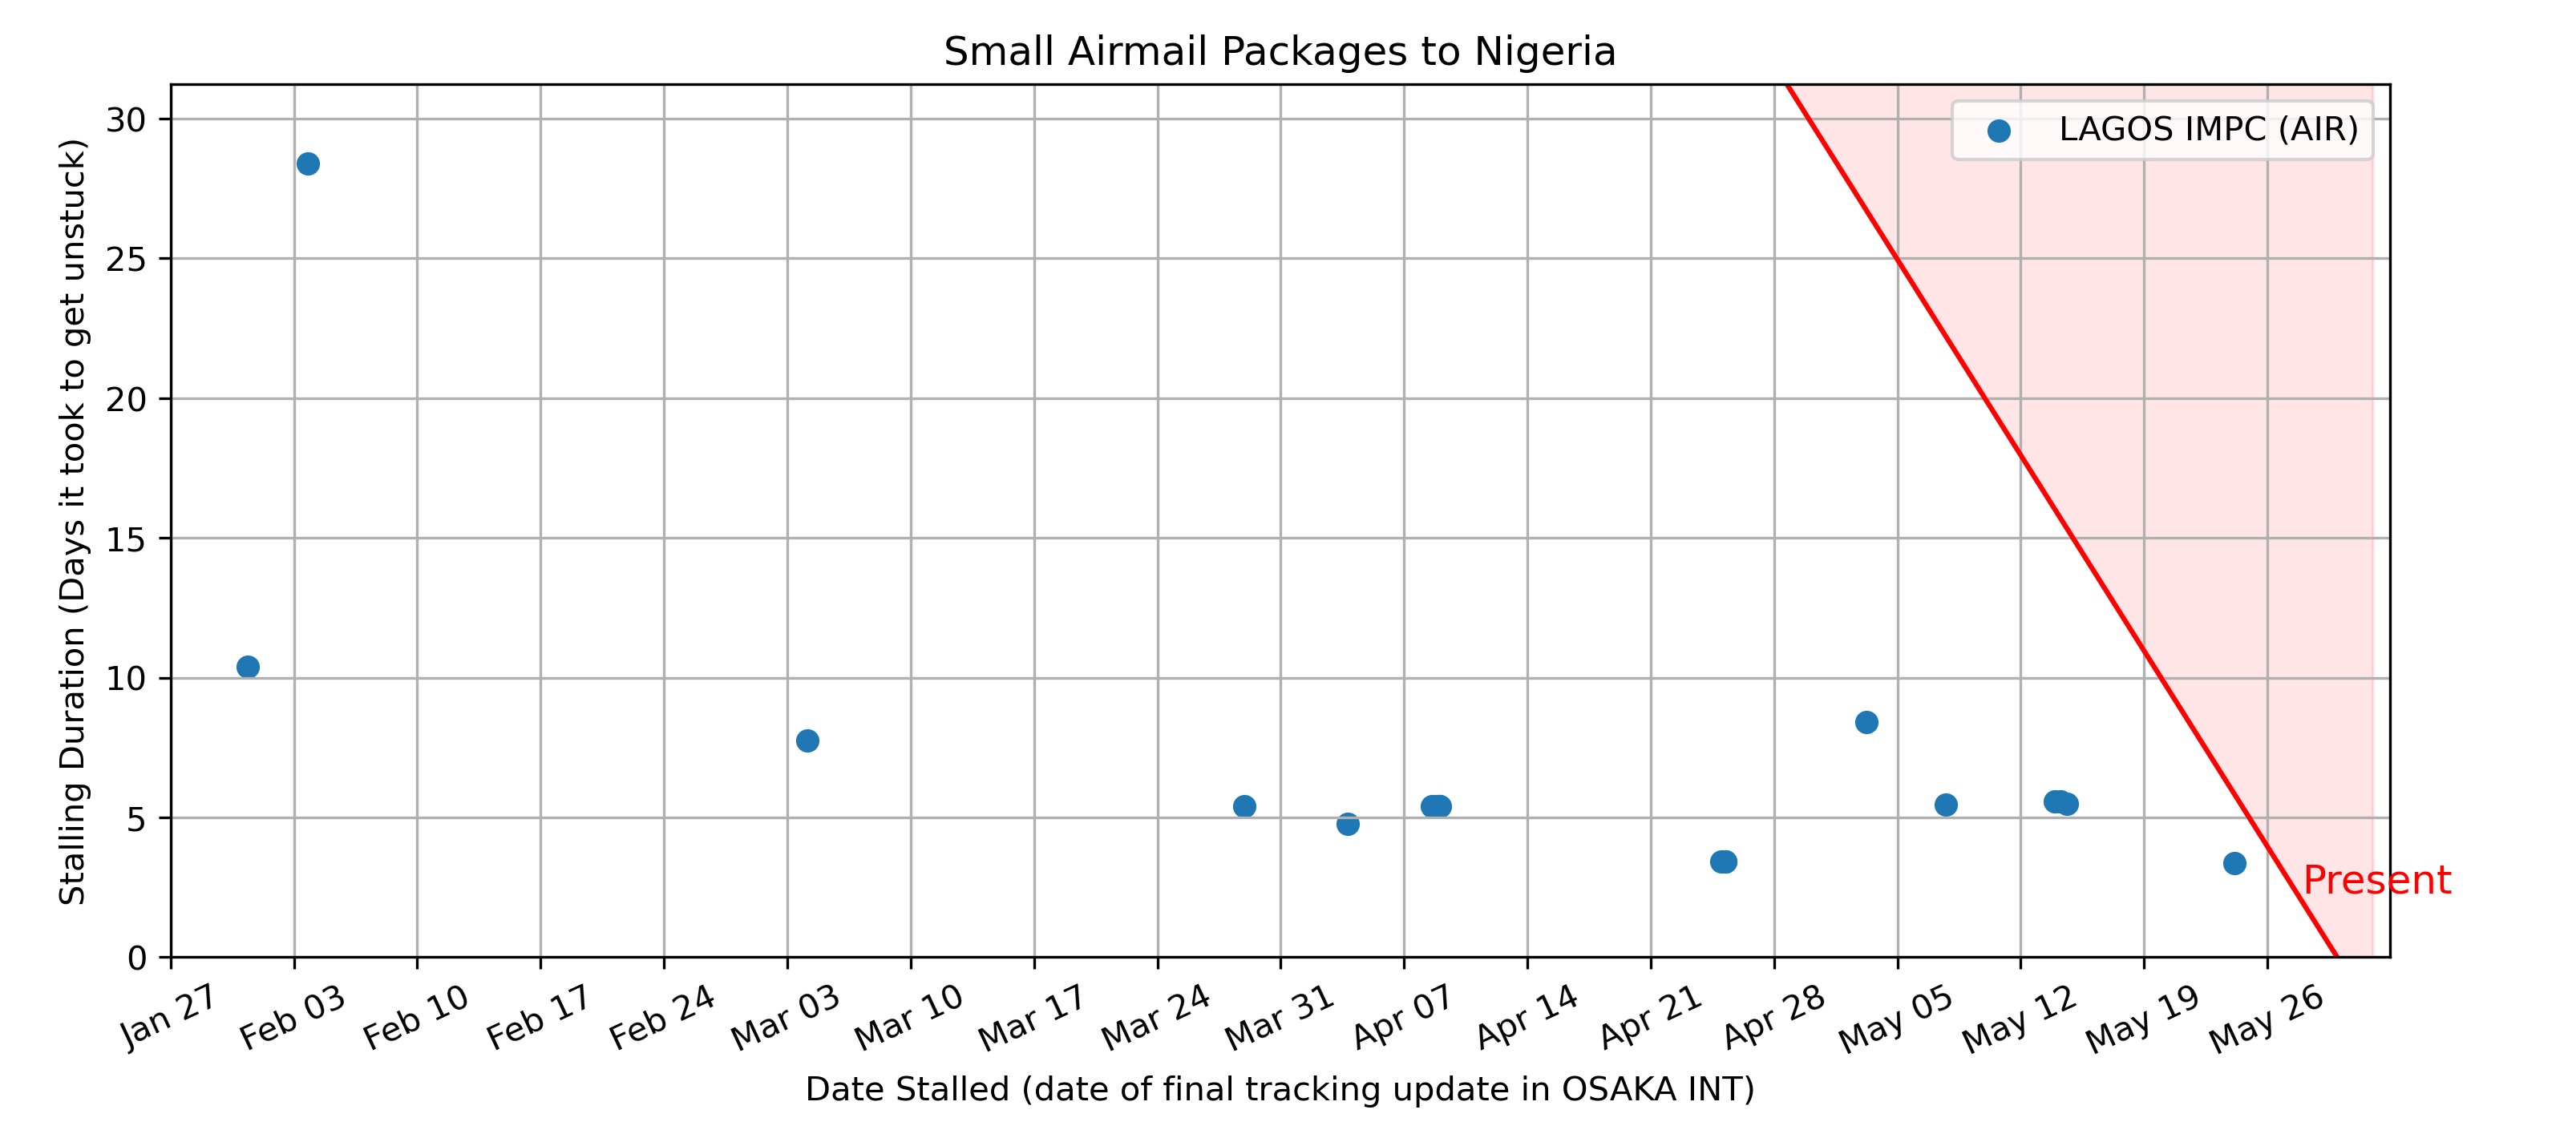 Small Airmail Packages to Nigeria
Stalling Duration (Days it took to get unstuck)
30
25
20
15
10
5
0
LAGOS IMPC (AIR)
Present
Jan 27
Feb 03
Feb 10
Feb 17
Feb 24
Mar 03
Mar 10
Mar 17
Mar 24
Mar 31
Apr 07
Apr 14
Apr 21
Apr 28
May 05
May 12
May 19
May 26
Date Stalled (date of final tracking update in OSAKA INT)